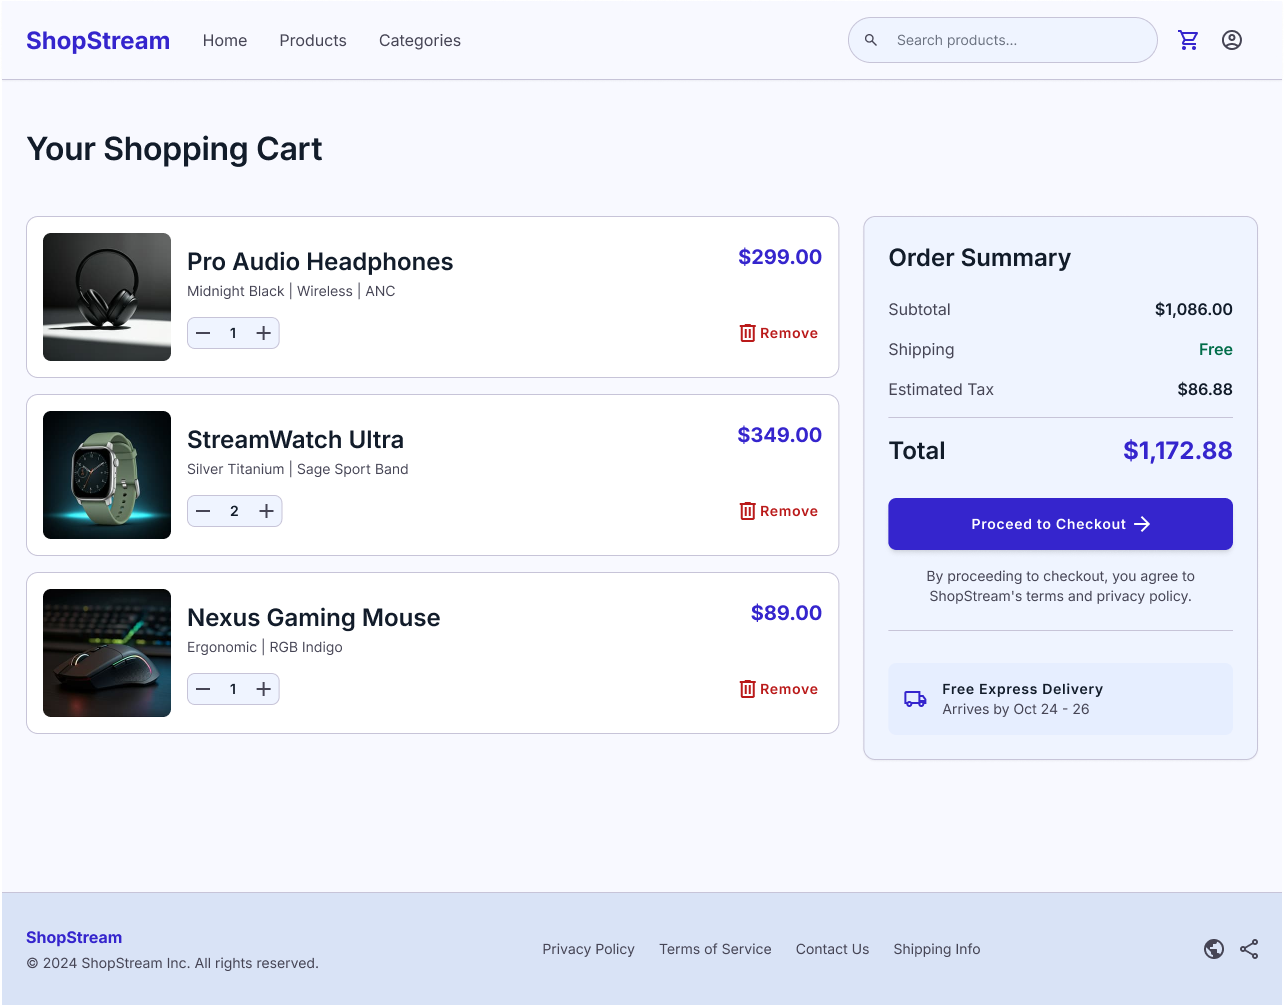 ShopStream
Home
Products
Categories
Search products...
Your Shopping Cart
Pro Audio Headphones
$299.00
Midnight Black | Wireless | ANC
1
Remove
StreamWatch Ultra
$349.00
Silver Titanium | Sage Sport Band
2
Remove
Nexus Gaming Mouse
$89.00
Ergonomic | RGB Indigo
1
Remove
Order Summary
Subtotal $1,086.00
Shipping Free
Estimated Tax $86.88
Total $1,172.88
Proceed to Checkout
By proceeding to checkout, you agree to
ShopStream's terms and privacy policy.
Free Express Delivery
Arrives by Oct 24 - 26
ShopStream
© 2024 ShopStream Inc. All rights reserved.
Privacy Policy
Terms of Service
Contact Us
Shipping Info